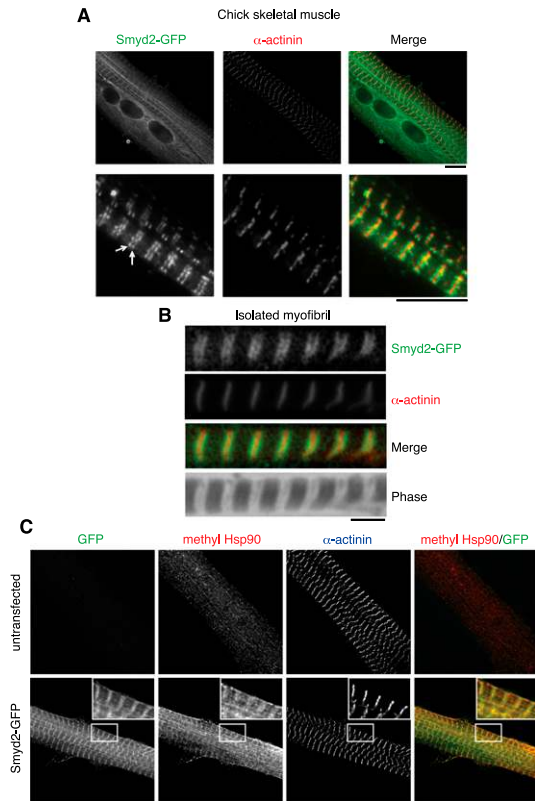 A
Chick skeletal muscle
Smyd2-GFP
α-actinin
Merge
B
Isolated myofibril
Smyd2-GFP
α-actinin
Merge
Phase
C
GFP
methyl Hsp90
α-actinin
methyl Hsp90/GFP
untransfected
Smyd2-GFP